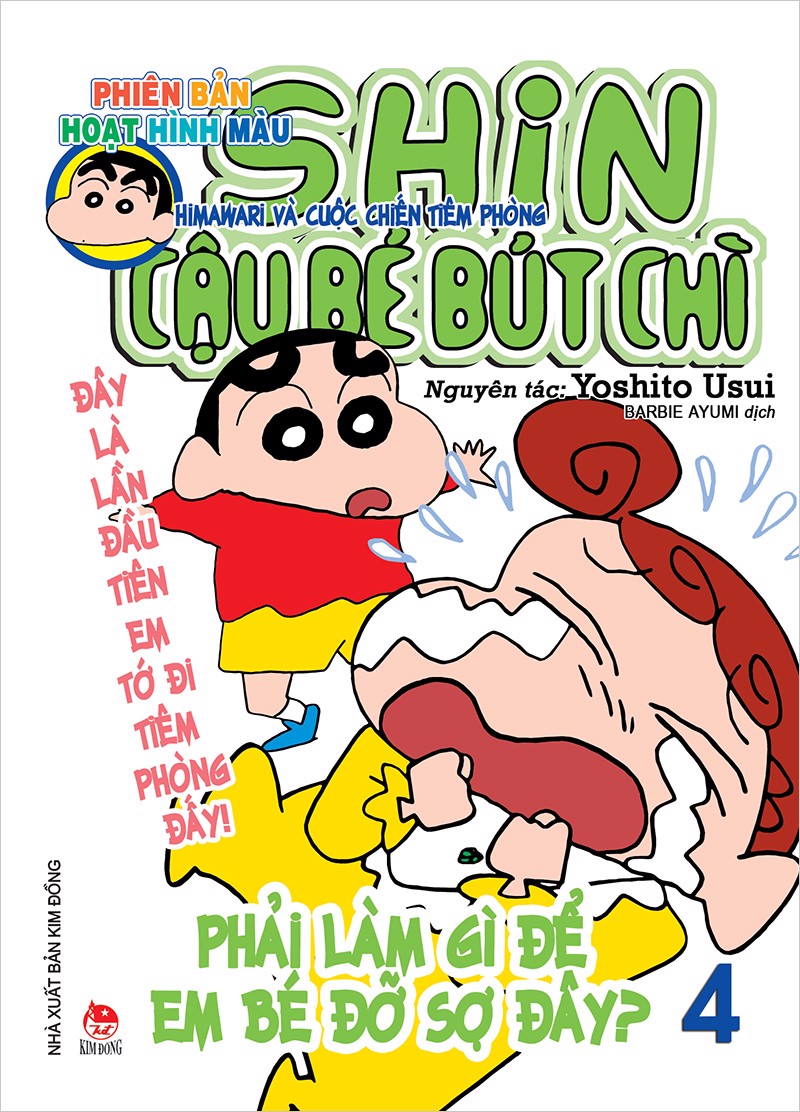 PHIÊN BẢN
HOẠT HÌNH MÀU
SHIN
HIMAWARI VÀ CUỘC CHIẾN TIÊM PHÒNG
CẬU BÉ BÚT CHÌ
Nguyên tác: Yoshito Usui
BARBIE AYUMI dịch
ĐÂY
LÀ
LẦN
ĐẦU
TIÊN
EM
TỚ ĐI
TIÊM
PHÒNG
ĐẤY!
PHẢI LÀM GÌ ĐỂ
EM BÉ ĐỠ SỢ ĐÂY?
4
NHÀ XUẤT BẢN KIM ĐỒNG
KIM ĐỒNG